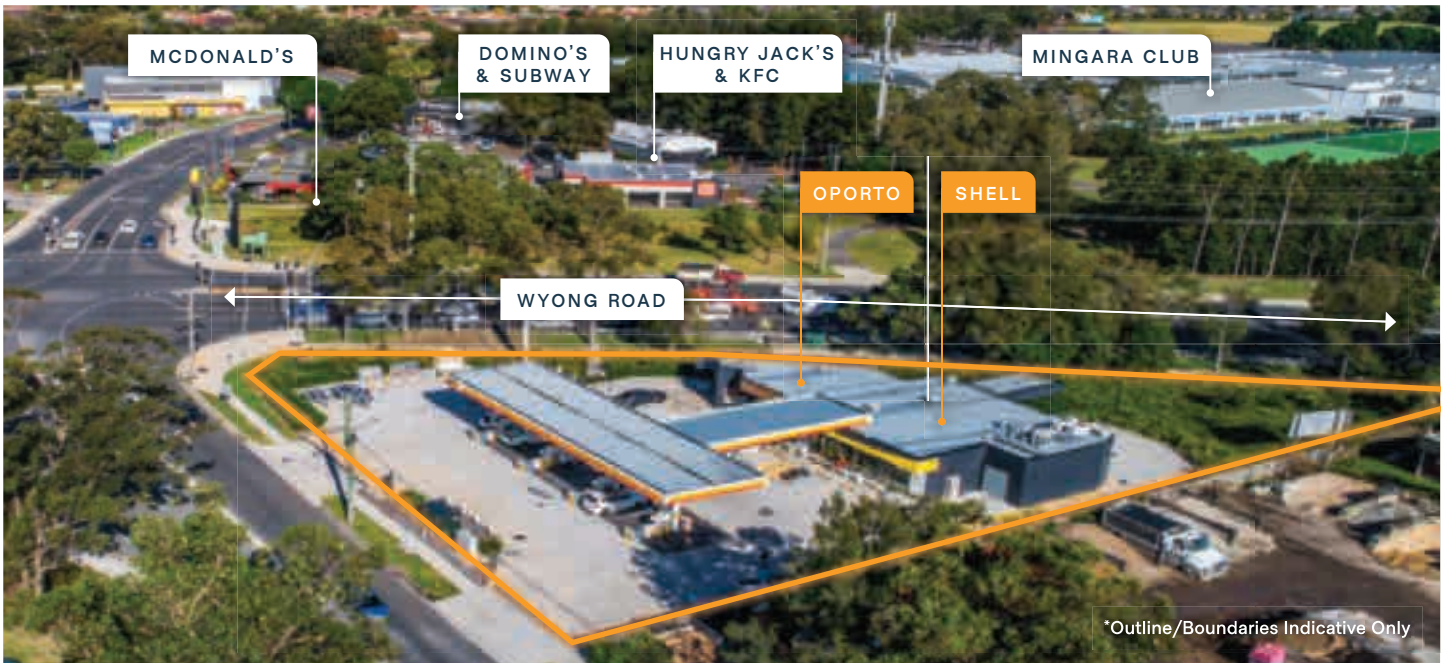 MCDONALD'S
DOMINO'S
& SUBWAY
HUNGRY JACK'S
& KFC
MINGARA CLUB
OPORTO
SHELL
WYONG ROAD
*Outline/Boundaries Indicative Only